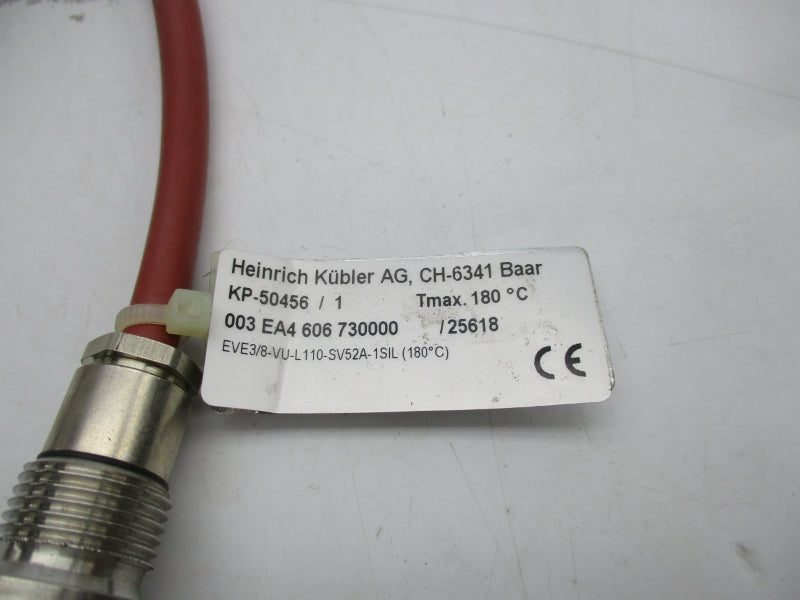 Heinrich Kübler AG, CH-6341 Baar
KP-50456 / 1 Tmax. 180 °C
003 EA4 606 730000 /25618
EVE3/8-VU-L110-SV52A-1SIL (180°C)
CE